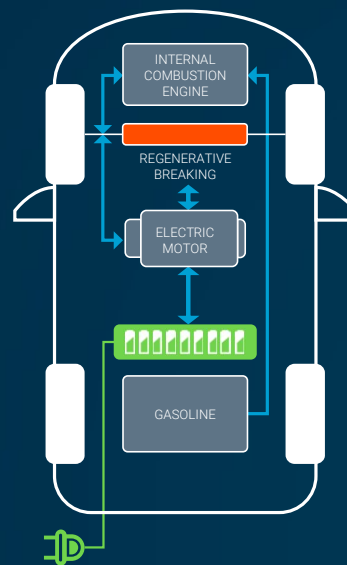 INTERNAL
COMBUSTION
ENGINE
REGENERATIVE
BREAKING
ELECTRIC
MOTOR
GASOLINE